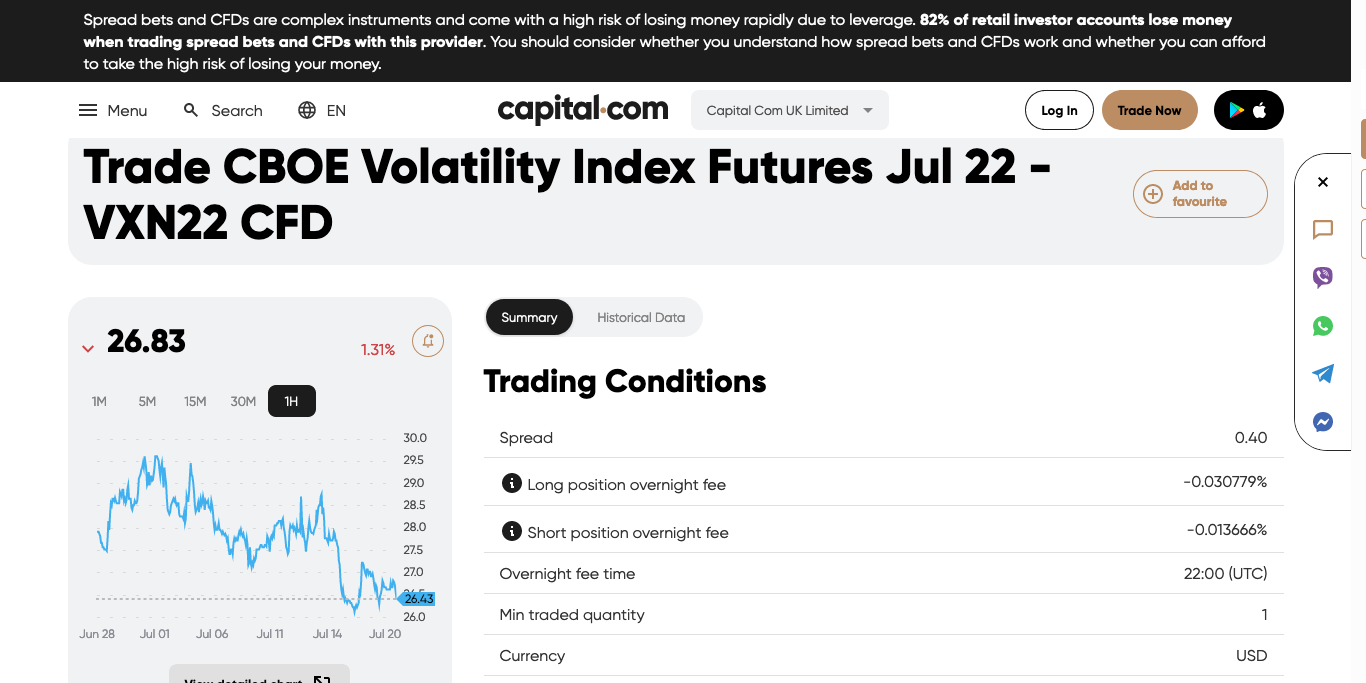 Spread bets and CFDs are complex instruments and come with a high risk of losing money rapidly due to leverage. 82% of retail investor accounts lose money
when trading spread bets and CFDs with this provider. You should consider whether you understand how spread bets and CFDs work and whether you can afford
to take the high risk of losing your money.
Menu Search EN capital.com Capital Com UK Limited Log In Trade Now
Trade CBOE Volatility Index Futures Jul 22 -
VXN22 CFD
Add to
favourite
26.83 1.31%
1M 5M 15M 30M 1H
30.0
29.5
29.0
28.5
28.0
27.5
27.0
26.43
26.0
Jun 28 Jul 01 Jul 06 Jul 11 Jul 14 Jul 20
View detailed chart
Summary Historical Data
Trading Conditions
Spread 0.40
Long position overnight fee -0.030779%
Short position overnight fee -0.013666%
Overnight fee time 22:00 (UTC)
Min traded quantity 1
Currency USD